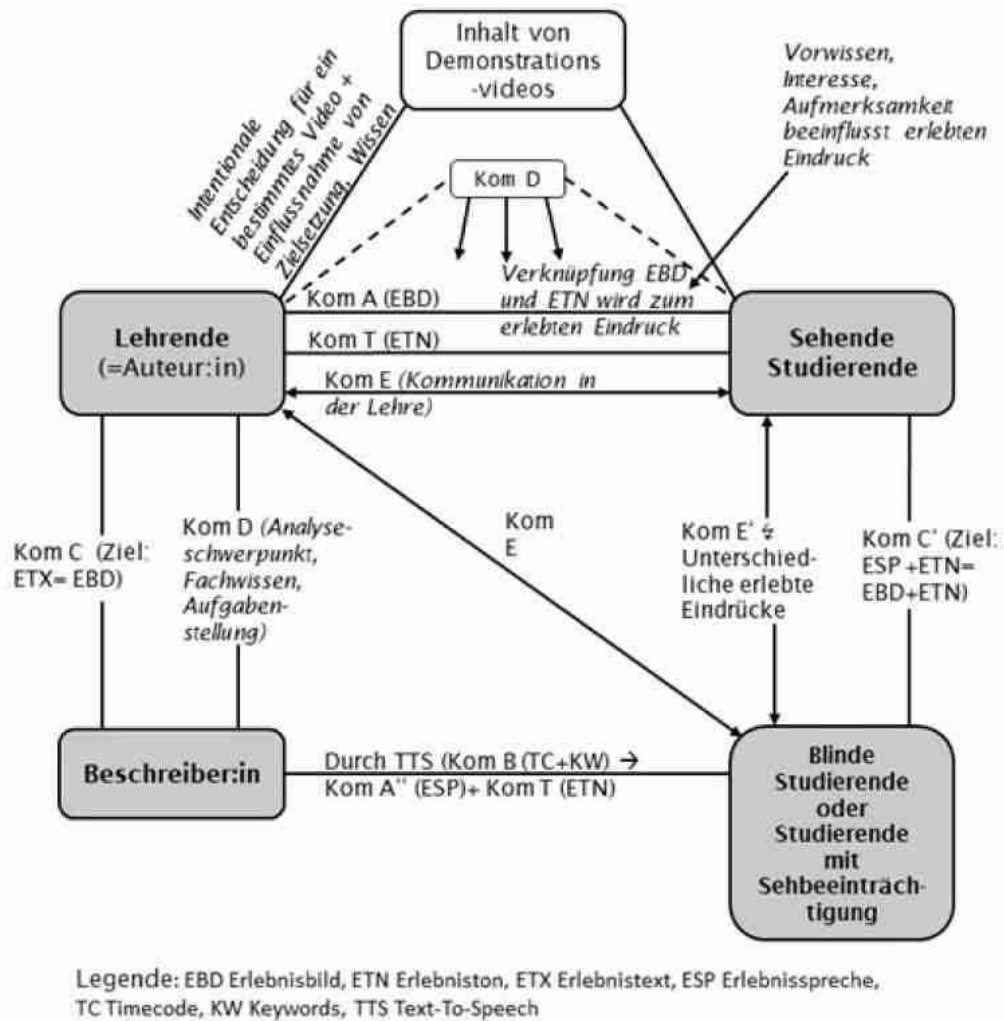 Inhalt von
Demonstrations
-videos
Vorwissen,
Interesse,
Aufmerksamkeit
beeinflusst erlebten
Eindruck
Intentionale
Entscheidung für ein
bestimmtes Video +
Einflussnahme von
Zielsetzung, Wissen
Kom D
Verknüpfung EBD
und ETN wird zum
erlebten Eindruck
Kom A (EBD)
Kom T (ETN)
Kom E (Kommunikation in
der Lehre)
Lehrende
(=Auteur:in)
Sehende
Studierende
Kom C (Ziel:
ETX= EBD)
Kom D (Analyse-
schwerpunkt,
Fachwissen,
Aufgaben-
stellung)
Kom
E
Kom E' ↯
Unterschied-
liche erlebte
Eindrücke
Kom C' (Ziel:
ESP +ETN=
EBD+ETN)
Beschreiber:in
Durch TTS (Kom B (TC+KW) →
Kom A'' (ESP)+ Kom T (ETN)
Blinde
Studierende
oder
Studierende
mit
Sehbeeinträch-
tigung
Legende: EBD Erlebnisbild, ETN Erlebniston, ETX Erlebnistext, ESP Erlebnisspreche,
TC Timecode, KW Keywords, TTS Text-To-Speech